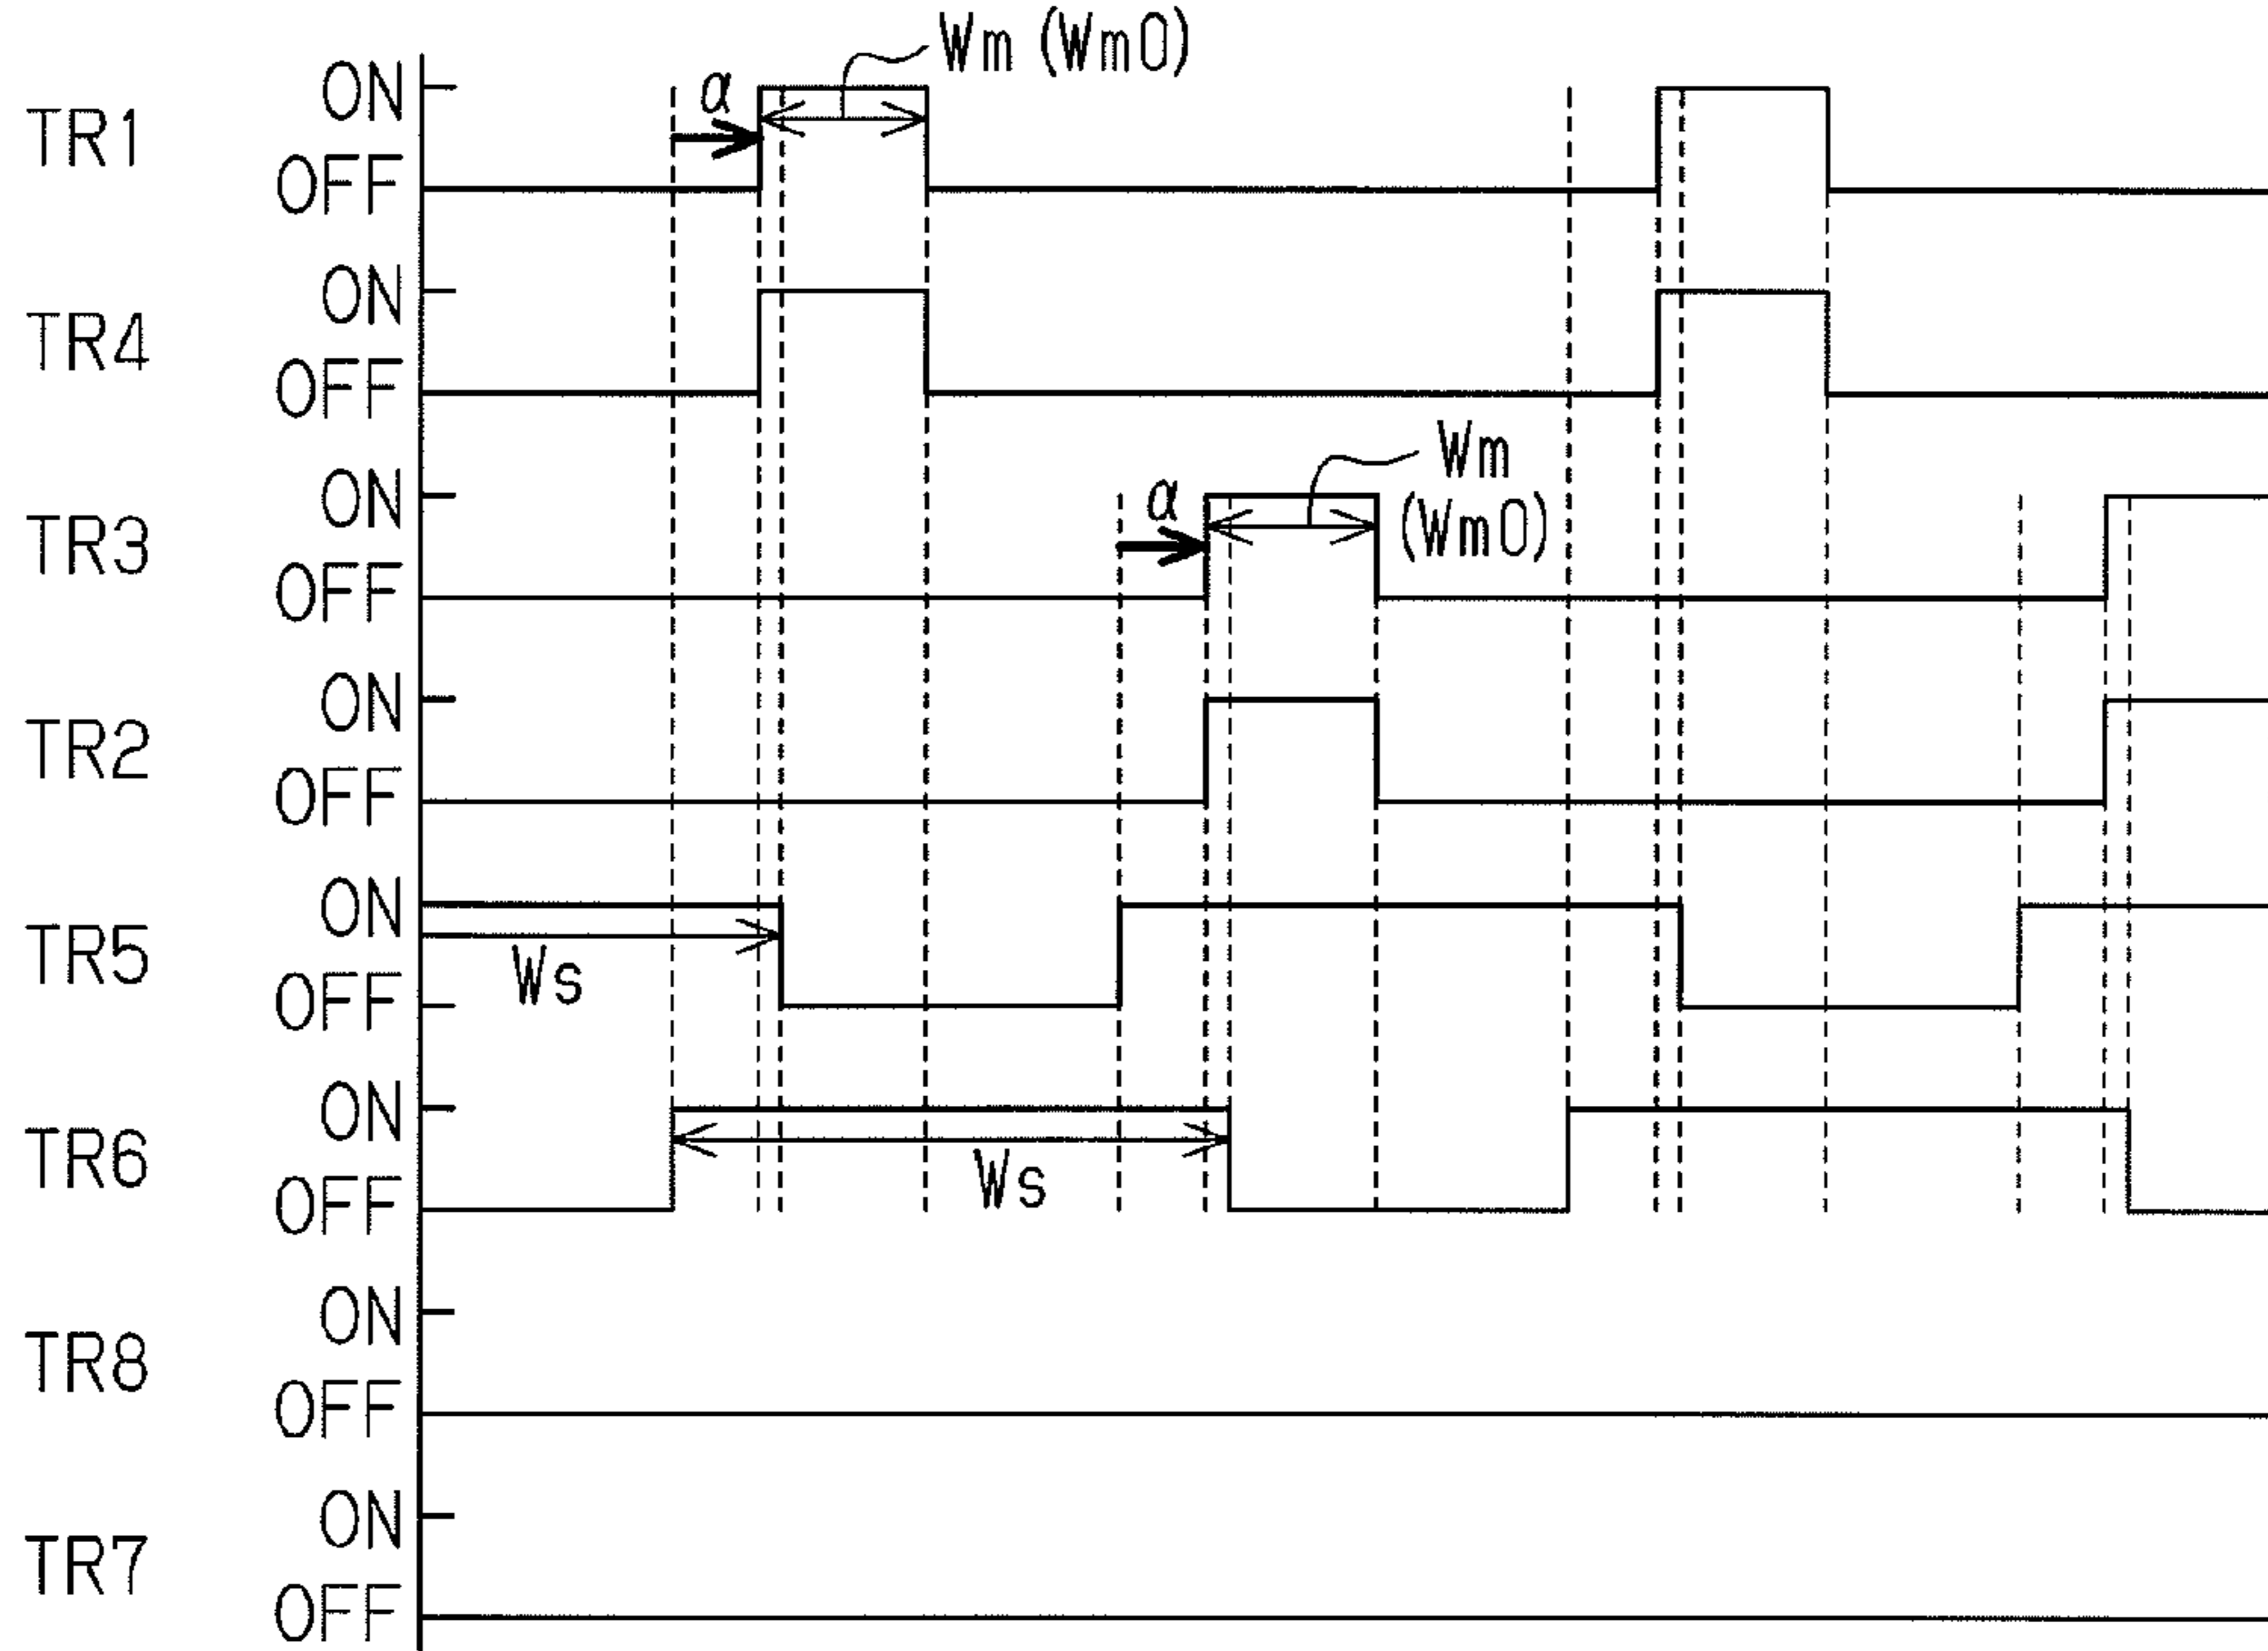 Wm (Wm0)
α
TR1 ON
OFF
TR4 ON
OFF
Wm
(Wm0)
α
TR3 ON
OFF
TR2 ON
OFF
TR5 ON
OFF
Ws
TR6 ON
OFF
Ws
TR8 ON
OFF
TR7 ON
OFF